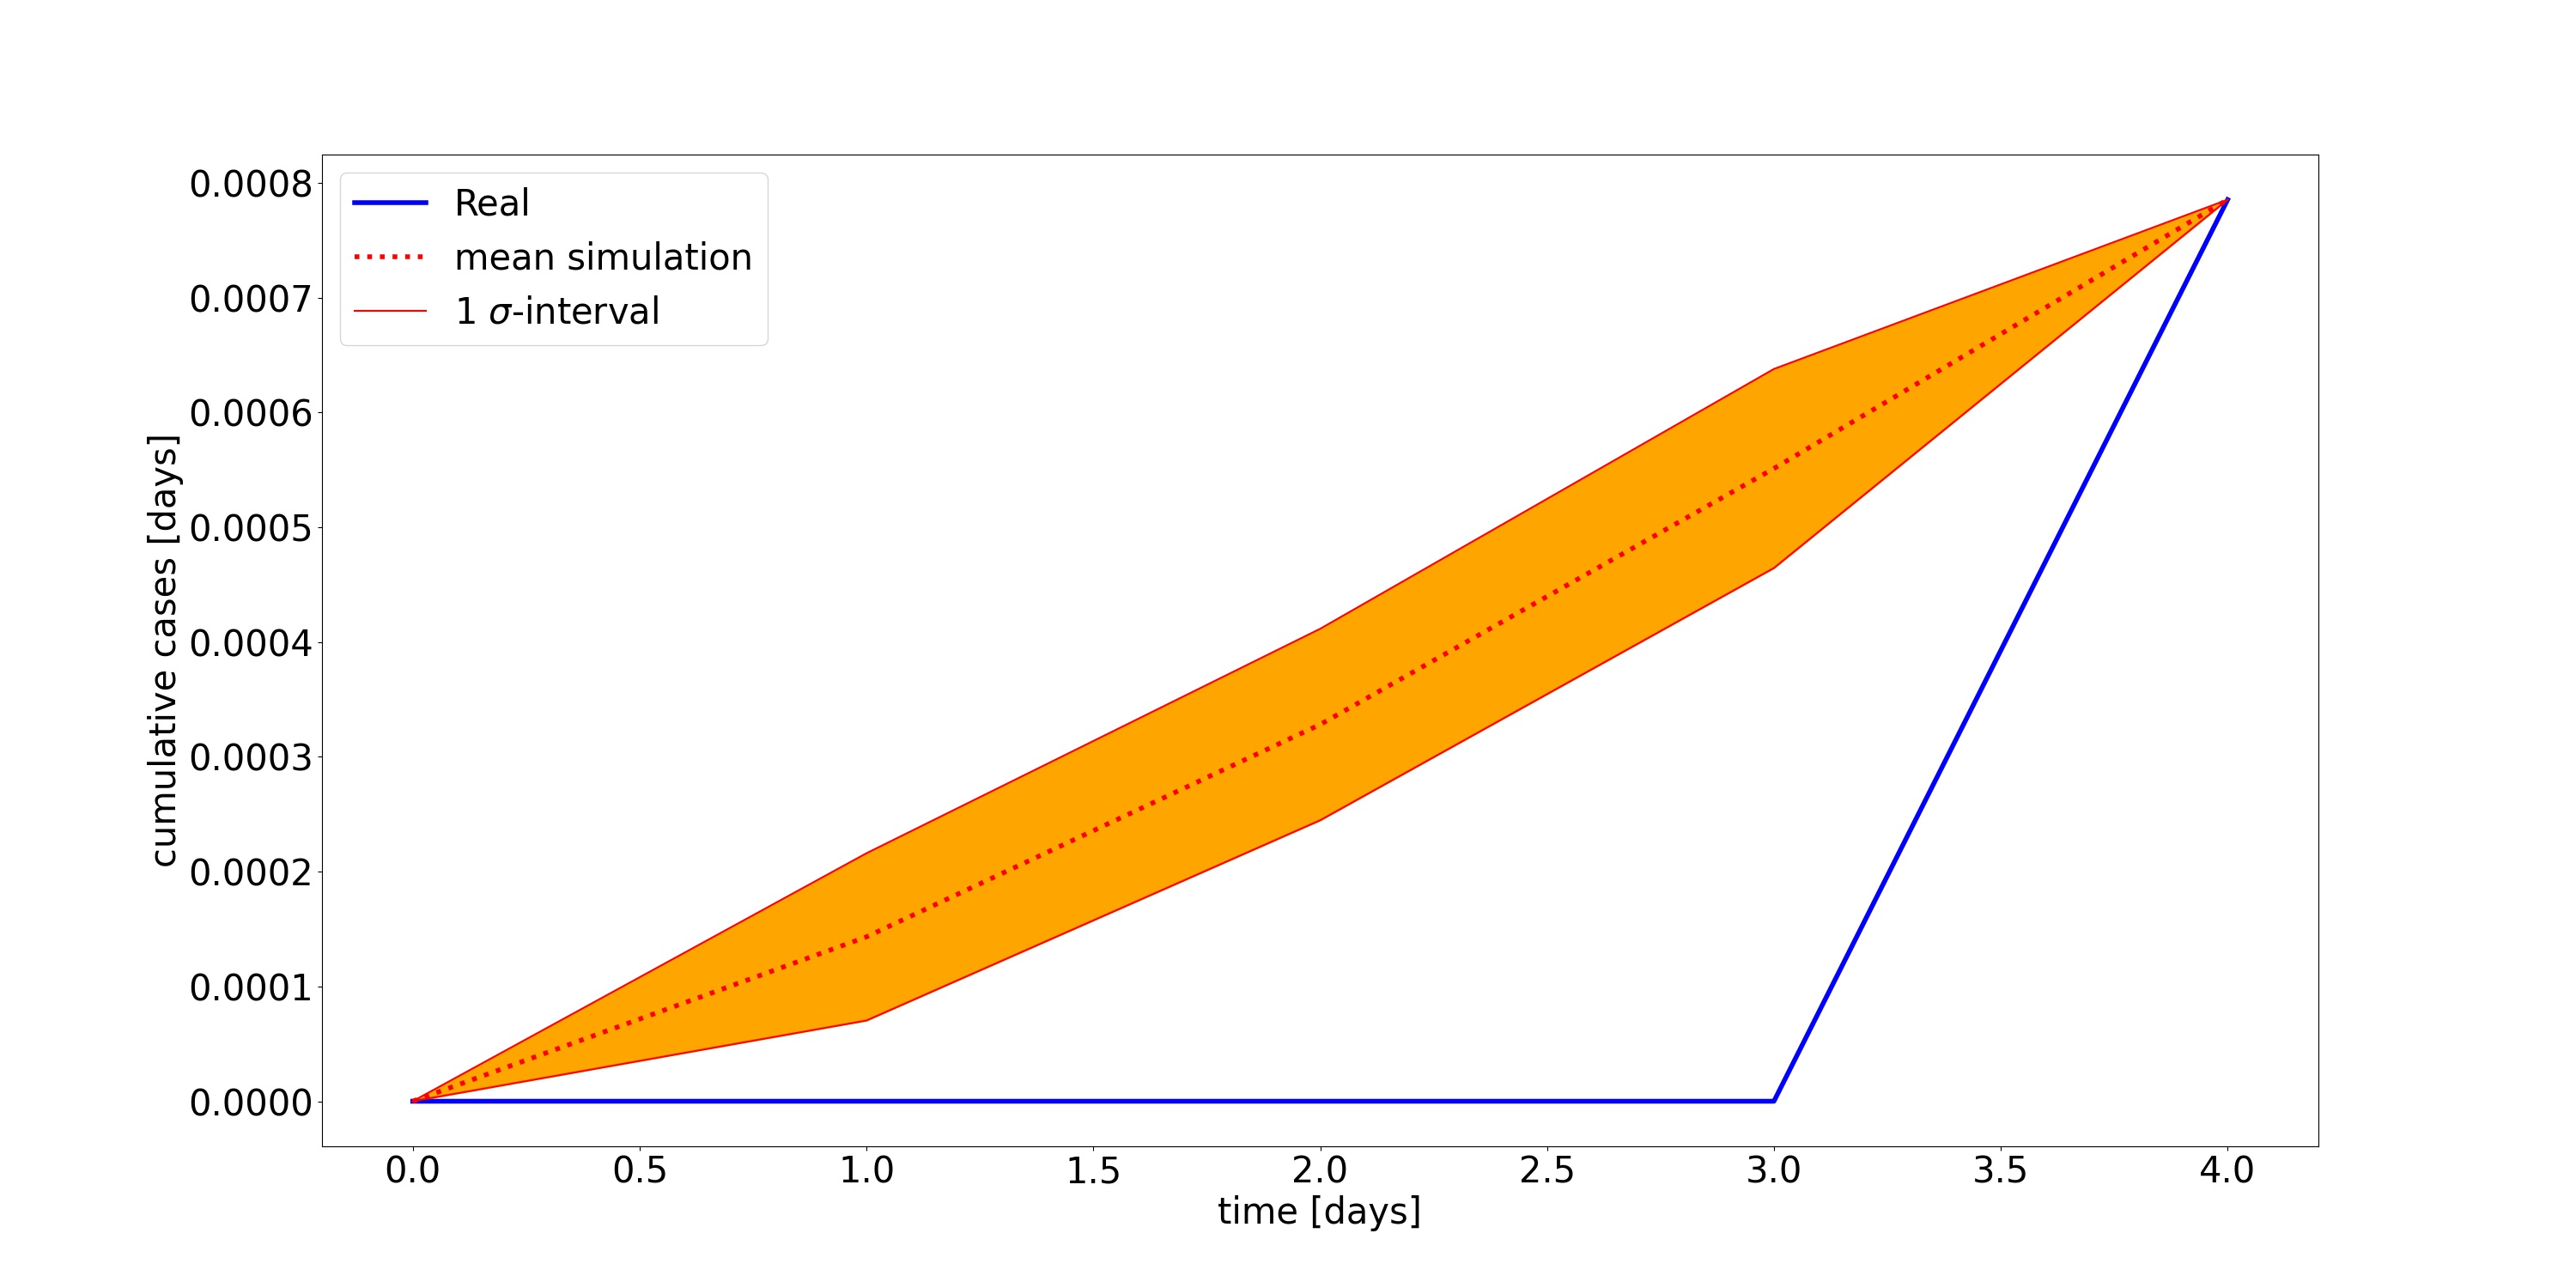 Real
mean simulation
1 σ-interval
cumulative cases [days]
0.0008
0.0007
0.0006
0.0005
0.0004
0.0003
0.0002
0.0001
0.0000
0.0 0.5 1.0 1.5 2.0 2.5 3.0 3.5 4.0
time [days]